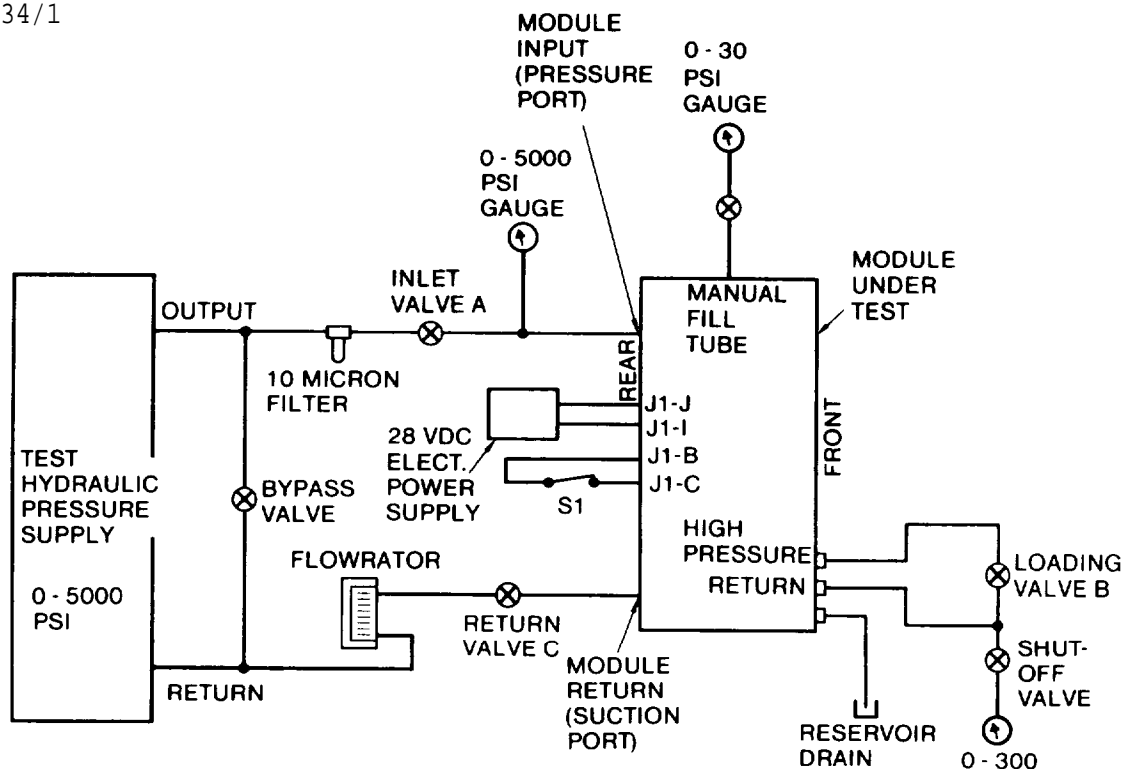 34/1
MODULE
INPUT
(PRESSURE
PORT)
0 - 30
PSI
GAUGE
0 - 5000
PSI
GAUGE
INLET
VALVE A
OUTPUT
10 MICRON
FILTER
MANUAL
FILL
TUBE
MODULE
UNDER
TEST
REAR
FRONT
J1-J
J1-I
J1-B
J1-C
28 VDC
ELECT.
POWER
SUPPLY
S1
TEST
HYDRAULIC
PRESSURE
SUPPLY
0 - 5000
PSI
BYPASS
VALVE
FLOWRATOR
RETURN
VALVE C
RETURN
HIGH
PRESSURE
RETURN
MODULE
RETURN
(SUCTION
PORT)
LOADING
VALVE B
SHUT-
OFF
VALVE
RESERVOIR
DRAIN
0 - 300